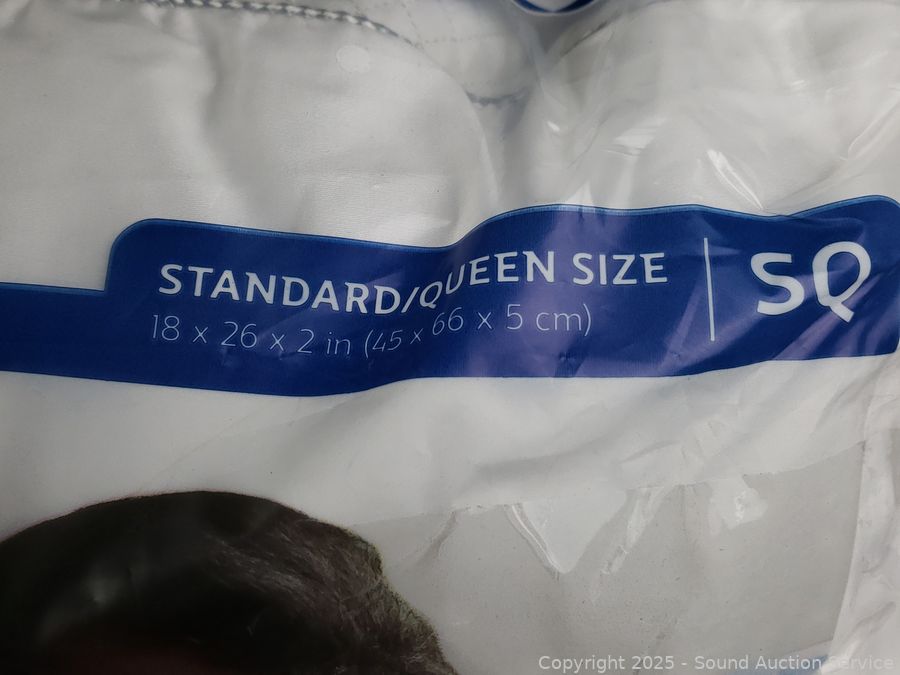 STANDARD/QUEEN SIZE
18 x 26 x 2 in (45 x 66 x 5 cm)
SQ
Copyright 2025 - Sound Auction Service